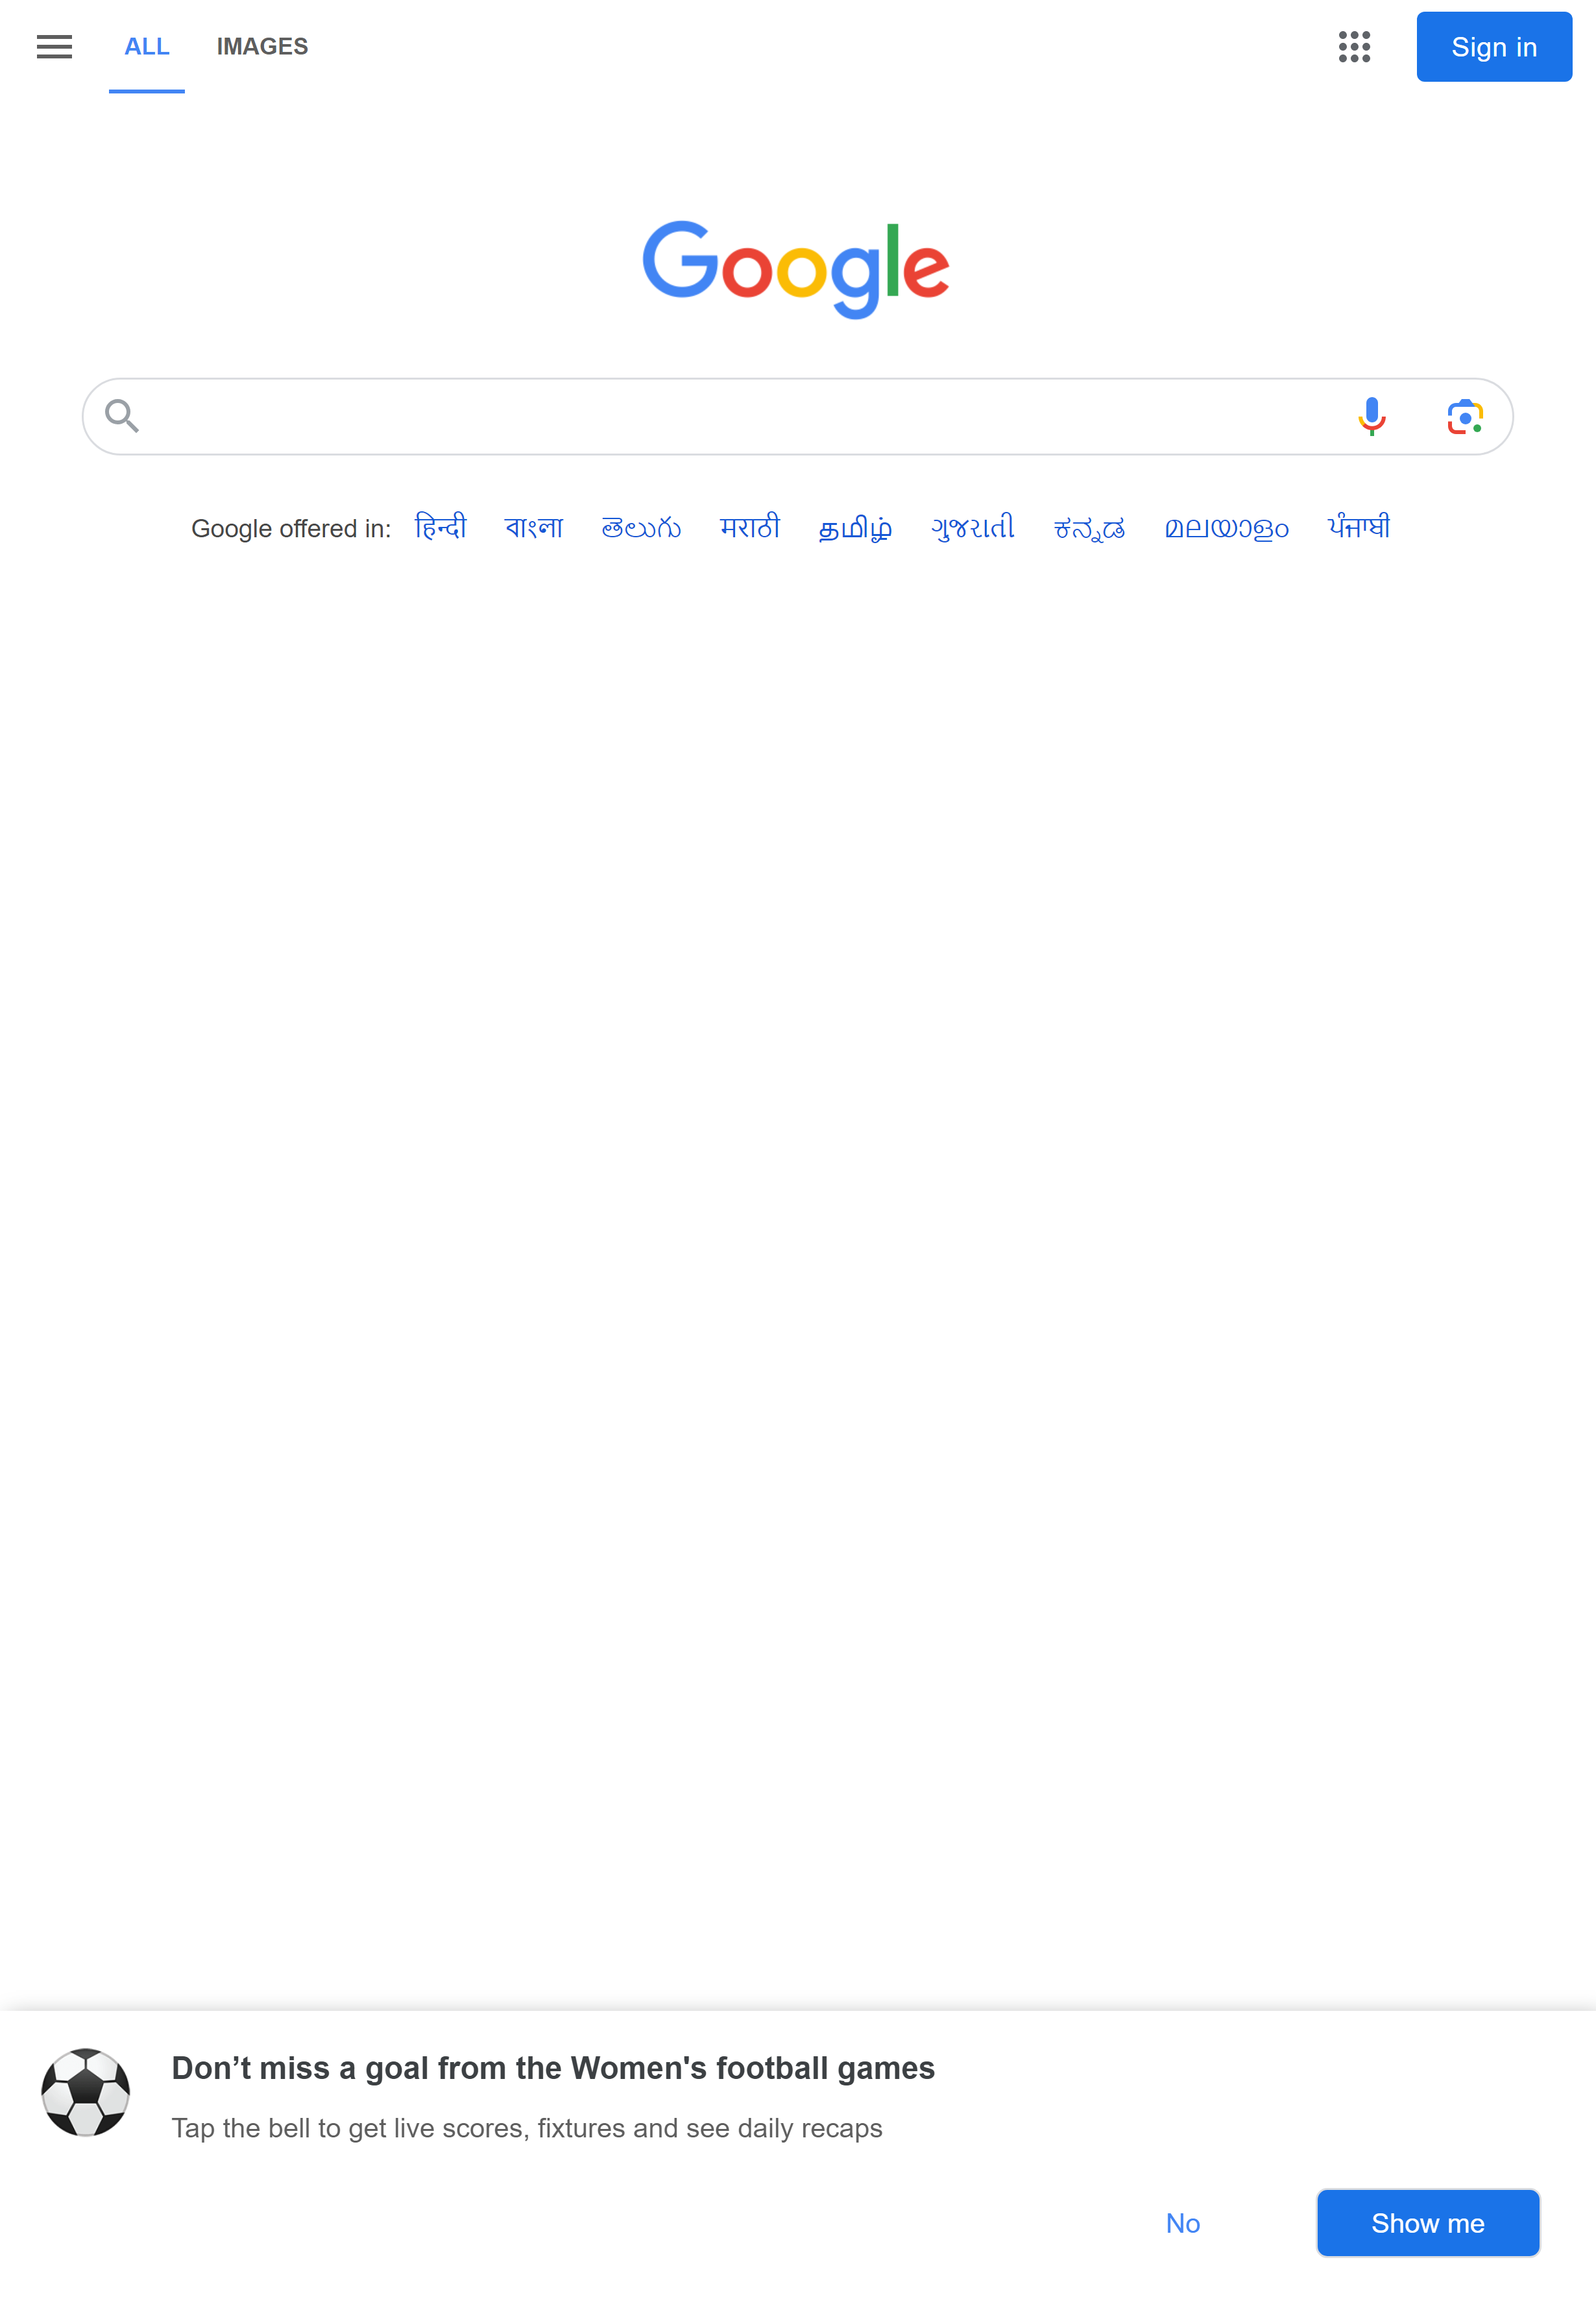 ALL IMAGES Sign in
Google
Google offered in: हिन्दी বাংলা తెలుగు मराठी தமிழ் ગુજરાતી ಕನ್ನಡ മലയാളം ਪੰਜਾਬੀ
Don’t miss a goal from the Women's football games
Tap the bell to get live scores, fixtures and see daily recaps
No Show me